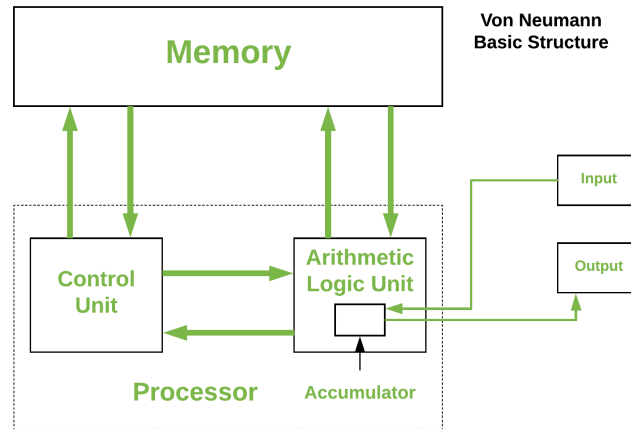 Von Neumann
Basic Structure
Memory
Input
Output
Control
Unit
Arithmetic
Logic Unit
Processor
Accumulator